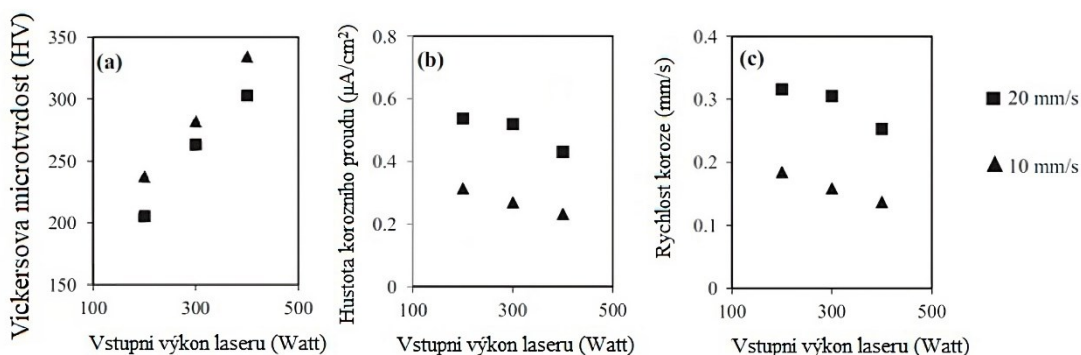 Vickersova microtvrdost (HV)
350
300
250
200
150
(a)
100
300
500
Vstupni výkon laseru (Watt)
Hustota korozniho proudu (µA/cm²)
0.8
0.6
0.4
0.2
0
(b)
100
300
500
Vstupni výkon laseru (Watt)
Rychlost koroze (mm/s)
0.4
0.3
0.2
0.1
0
(c)
100
300
500
Vstupni výkon laseru (Watt)
20 mm/s
10 mm/s